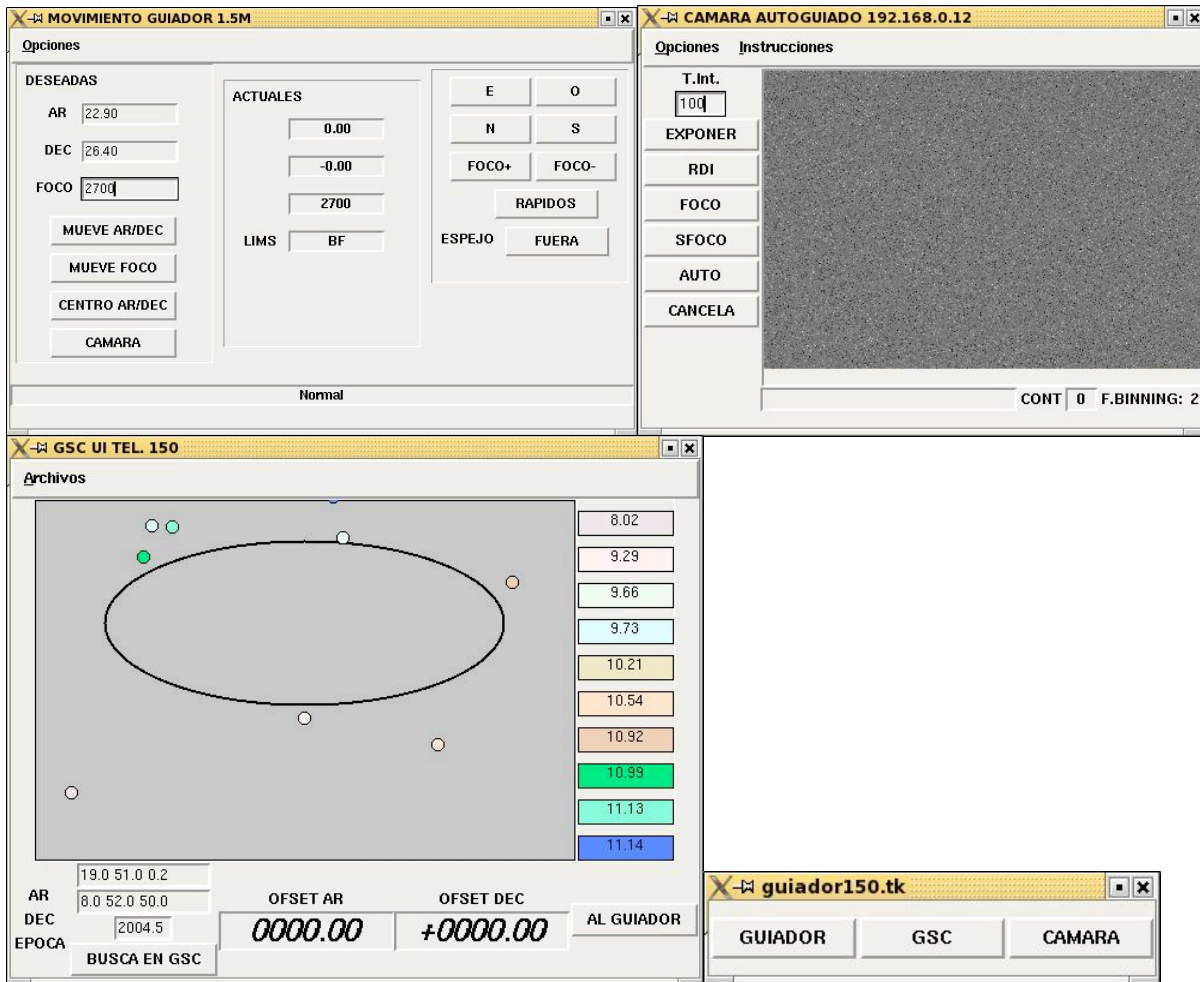 MOVIMIENTO GUIADOR 1.5M
Opciones
DESEADAS
AR 22.90
DEC 26.40
FOCO 2700
MUEVE AR/DEC
MUEVE FOCO
CENTRO AR/DEC
CAMARA
ACTUALES
0.00
-0.00
2700
LIMS BF
E O
N S
FOCO+ FOCO-
RAPIDOS
ESPEJO FUERA
Normal
CAMARA AUTOGUIADO 192.168.0.12
Opciones Instrucciones
T.Int.
100
EXPONER
RDI
FOCO
SFOCO
AUTO
CANCELA
CONT 0 F.BINNING: 2
GSC UI TEL. 150
Archivos
8.02
9.29
9.66
9.73
10.21
10.54
10.92
10.99
11.13
11.14
AR 19.0 51.0 0.2
DEC 8.0 52.0 50.0
EPOCA 2004.5
BUSCA EN GSC
OFSET AR
0000.00
OFSET DEC
+0000.00
AL GUIADOR
guiador150.tk
GUIADOR GSC CAMARA